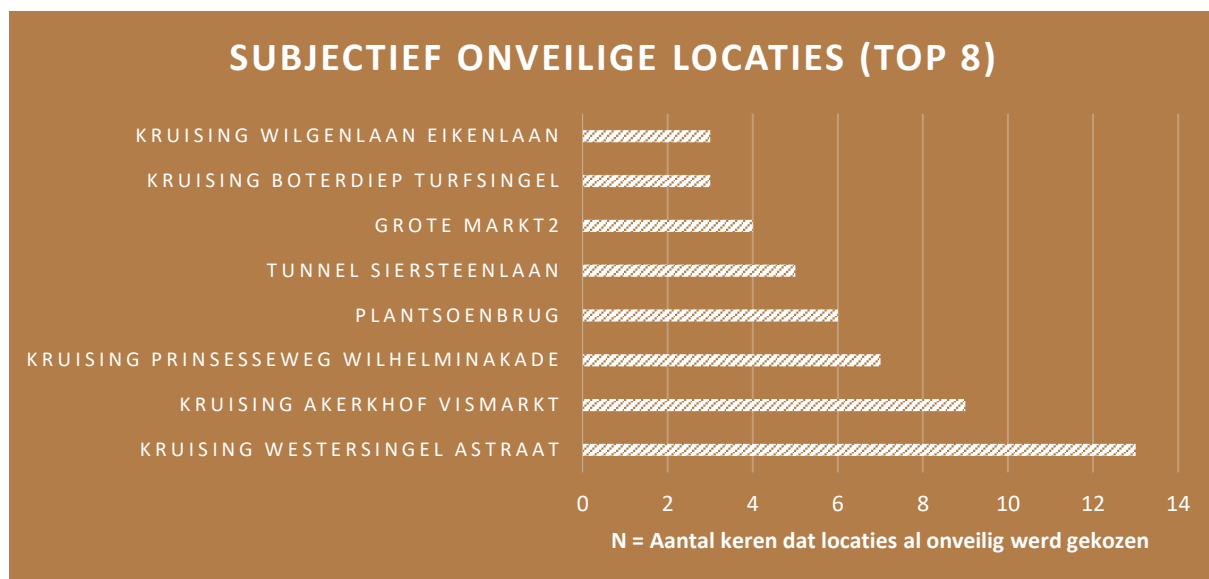 SUBJECTIEF ONVEILIGE LOCATIES (TOP 8)
KRUISING WILGENLAAN EIKENLAAN
KRUISING BOTERDIEP TURFSINGEL
GROTE MARKT2
TUNNEL SIERSTEENLAAN
PLANTSOENBRUG
KRUISING PRINSESSEWEG WILHELMINAKADE
KRUISING AKERKHOF VISMARKT
KRUISING WESTERSINGEL ASTRAAT
0 2 4 6 8 10 12 14
N = Aantal keren dat locaties al onveilig werd gekozen